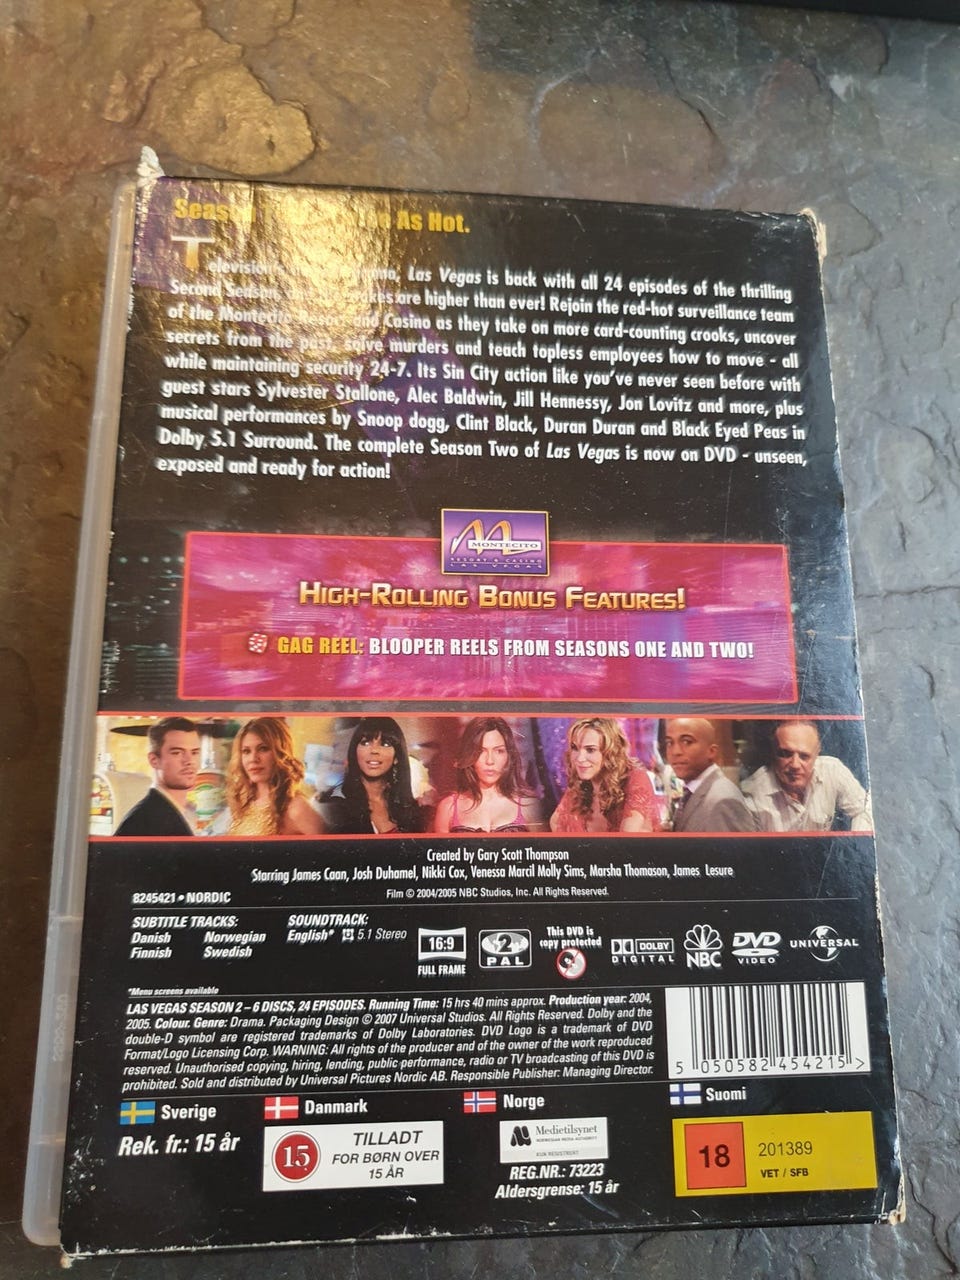 As Hot.
Las Vegas is back with all 24 episodes of the thrilling
Second Season, are higher than ever! Rejoin the red-hot surveillance team
of the Montecito Resort and Casino as they take on more card-counting crooks, uncover
secrets from the past, solve murders and teach topless employees how to move - all
while maintaining security 24-7. Its Sin City action like you've never seen before with
guest stars Sylvester Stallone, Alec Baldwin, Jill Hennessy, Jon Lovitz and more, plus
musical performances by Snoop dogg, Clint Black, Duran Duran and Black Eyed Peas in
Dolby 5.1 Surround. The complete Season Two of Las Vegas is now on DVD - unseen,
exposed and ready for action!
M
MONTECITO
RESORT & CASINO
LAS VEGAS
HIGH-ROLLING BONUS FEATURES!
GAG REEL: BLOOPER REELS FROM SEASONS ONE AND TWO!
Created by Gary Scott Thompson
Starring James Caan, Josh Duhamel, Nikki Cox, Venessa Marcil Molly Sims, Marsha Thomason, James Lesure
Film © 2004/2005 NBC Studios, Inc. All Rights Reserved.
8245421 • NORDIC
SUBTITLE TRACKS:
Danish Norwegian
Finnish Swedish
SOUNDTRACK:
English* 5.1 Stereo
16:9
FULL FRAME
2
PAL
This DVD is
copy protected
DOLBY
DIGITAL
NBC
DVD
VIDEO
UNIVERSAL
*Menu screens available
LAS VEGAS SEASON 2 – 6 DISCS, 24 EPISODES. Running Time: 15 hrs 40 mins approx. Production year: 2004,
2005. Colour. Genre: Drama. Packaging Design © 2007 Universal Studios. All Rights Reserved. Dolby and the
double-D symbol are registered trademarks of Dolby Laboratories. DVD Logo is a trademark of DVD
Format/Logo Licensing Corp. WARNING: All rights of the producer and of the owner of the work reproduced
reserved. Unauthorised copying, hiring, lending, public performance, radio or TV broadcasting of this DVD is
prohibited. Sold and distributed by Universal Pictures Nordic AB. Responsible Publisher: Managing Director.
5 050582 454215 >
Sverige
Rek. fr.: 15 år
Danmark
15
TILLADT
FOR BØRN OVER
15 ÅR
Norge
Medietilsynet
NORWEGIAN MEDIA AUTHORITY
KUN REGISTRERT
REG.NR.: 73223
Aldersgrense: 15 år
Suomi
18
201389
VET / SFB